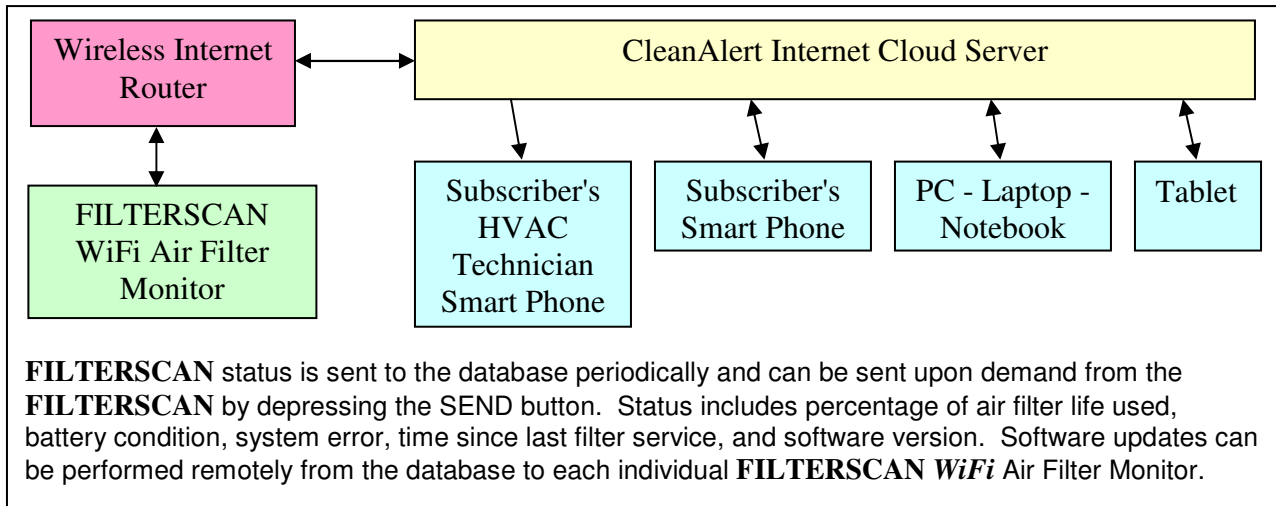 Wireless Internet
Router
CleanAlert Internet Cloud Server
FILTERSCAN
WiFi Air Filter
Monitor
Subscriber's
HVAC
Technician
Smart Phone
Subscriber's
Smart Phone
PC - Laptop -
Notebook
Tablet
FILTERSCAN status is sent to the database periodically and can be sent upon demand from the
FILTERSCAN by depressing the SEND button. Status includes percentage of air filter life used,
battery condition, system error, time since last filter service, and software version. Software updates can
be performed remotely from the database to each individual FILTERSCAN WiFi Air Filter Monitor.